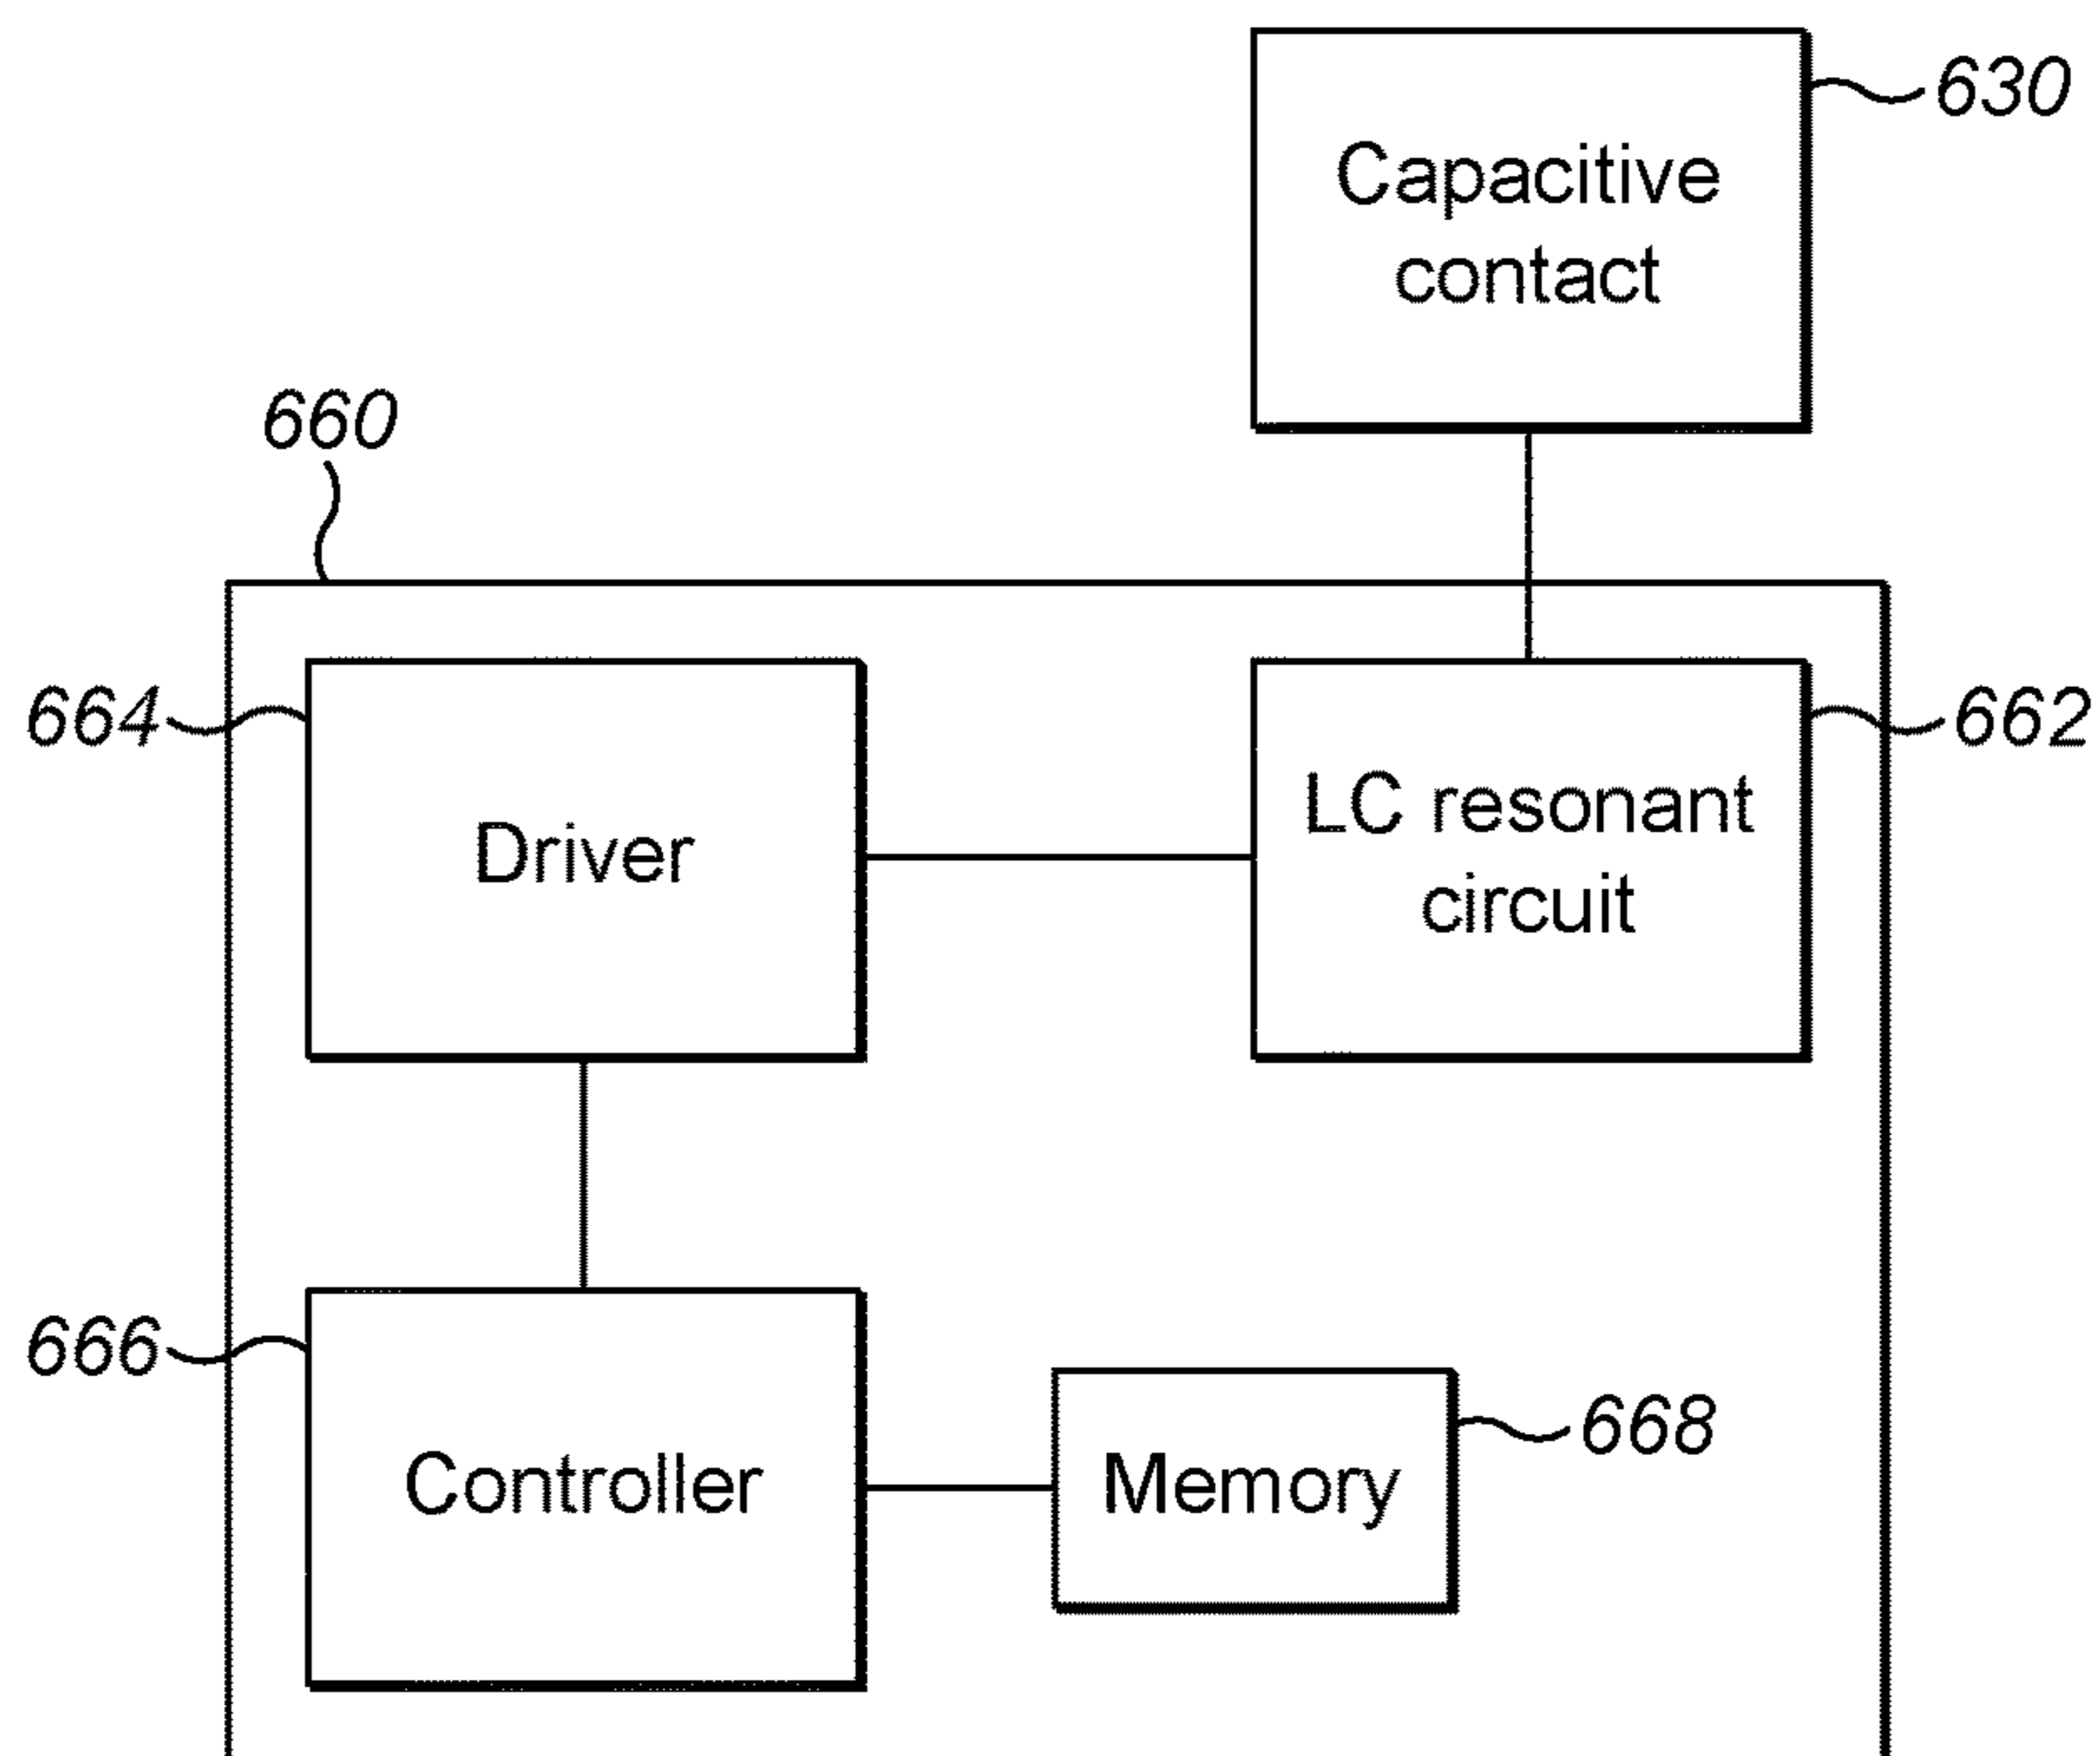 630
Capacitive
contact
660
664
662
Driver
LC resonant
circuit
666
668
Controller
Memory